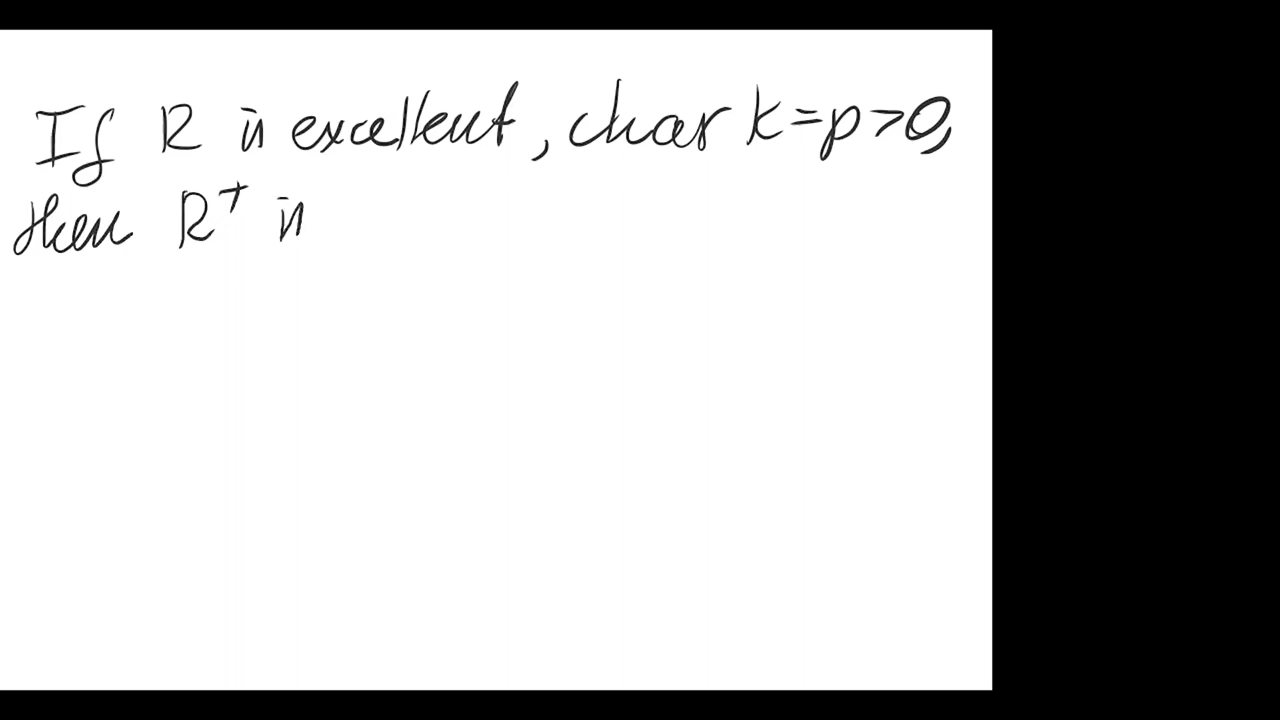 If R is excellent, char k = p > 0,
then R⁺ is